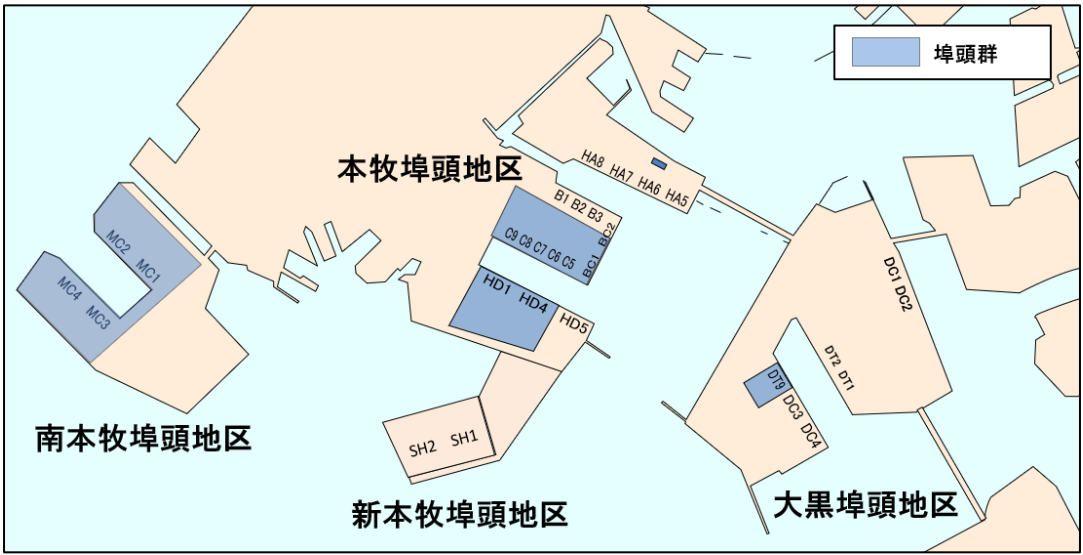 埠頭群
本牧埠頭地区
HA8 HA7 HA6 HA5
B1 B2 B3
BC2
BC1
C9 C8 C7 C6 C5
HD1 HD4 HD5
MC2 MC1
MC4 MC3
SH2 SH1
DC1 DC2
DT2 DT1
DT9 DC3 DC4
南本牧埠頭地区
新本牧埠頭地区
大黒埠頭地区